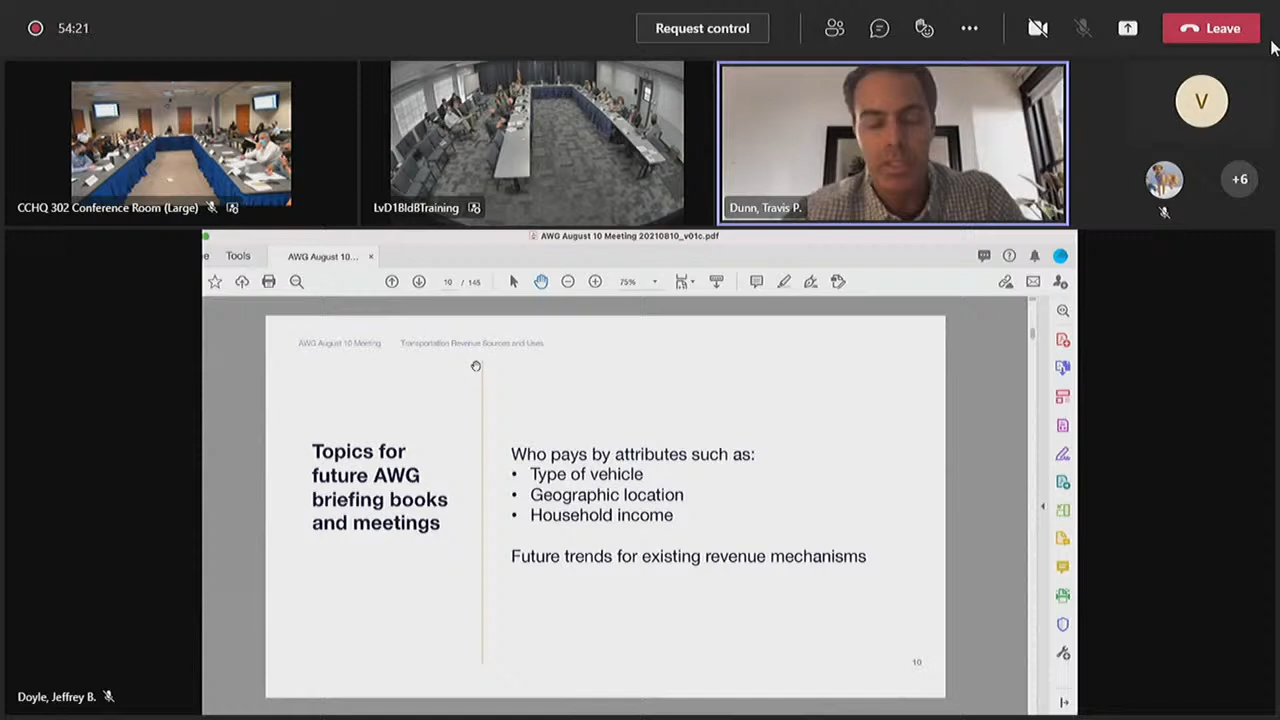 54:21
Request control
Leave
V
+6
CCHQ 302 Conference Room (Large)
LvD1BldBTraining
Dunn, Travis P.
AWG August 10 Meeting 20210810_v01c.pdf
e Tools AWG August 10... ×
10 / 145
75%
AWG August 10 Meeting Transportation Revenue Sources and Uses
Topics for
future AWG
briefing books
and meetings
Who pays by attributes such as:
• Type of vehicle
• Geographic location
• Household income
Future trends for existing revenue mechanisms
10
Doyle, Jeffrey B.